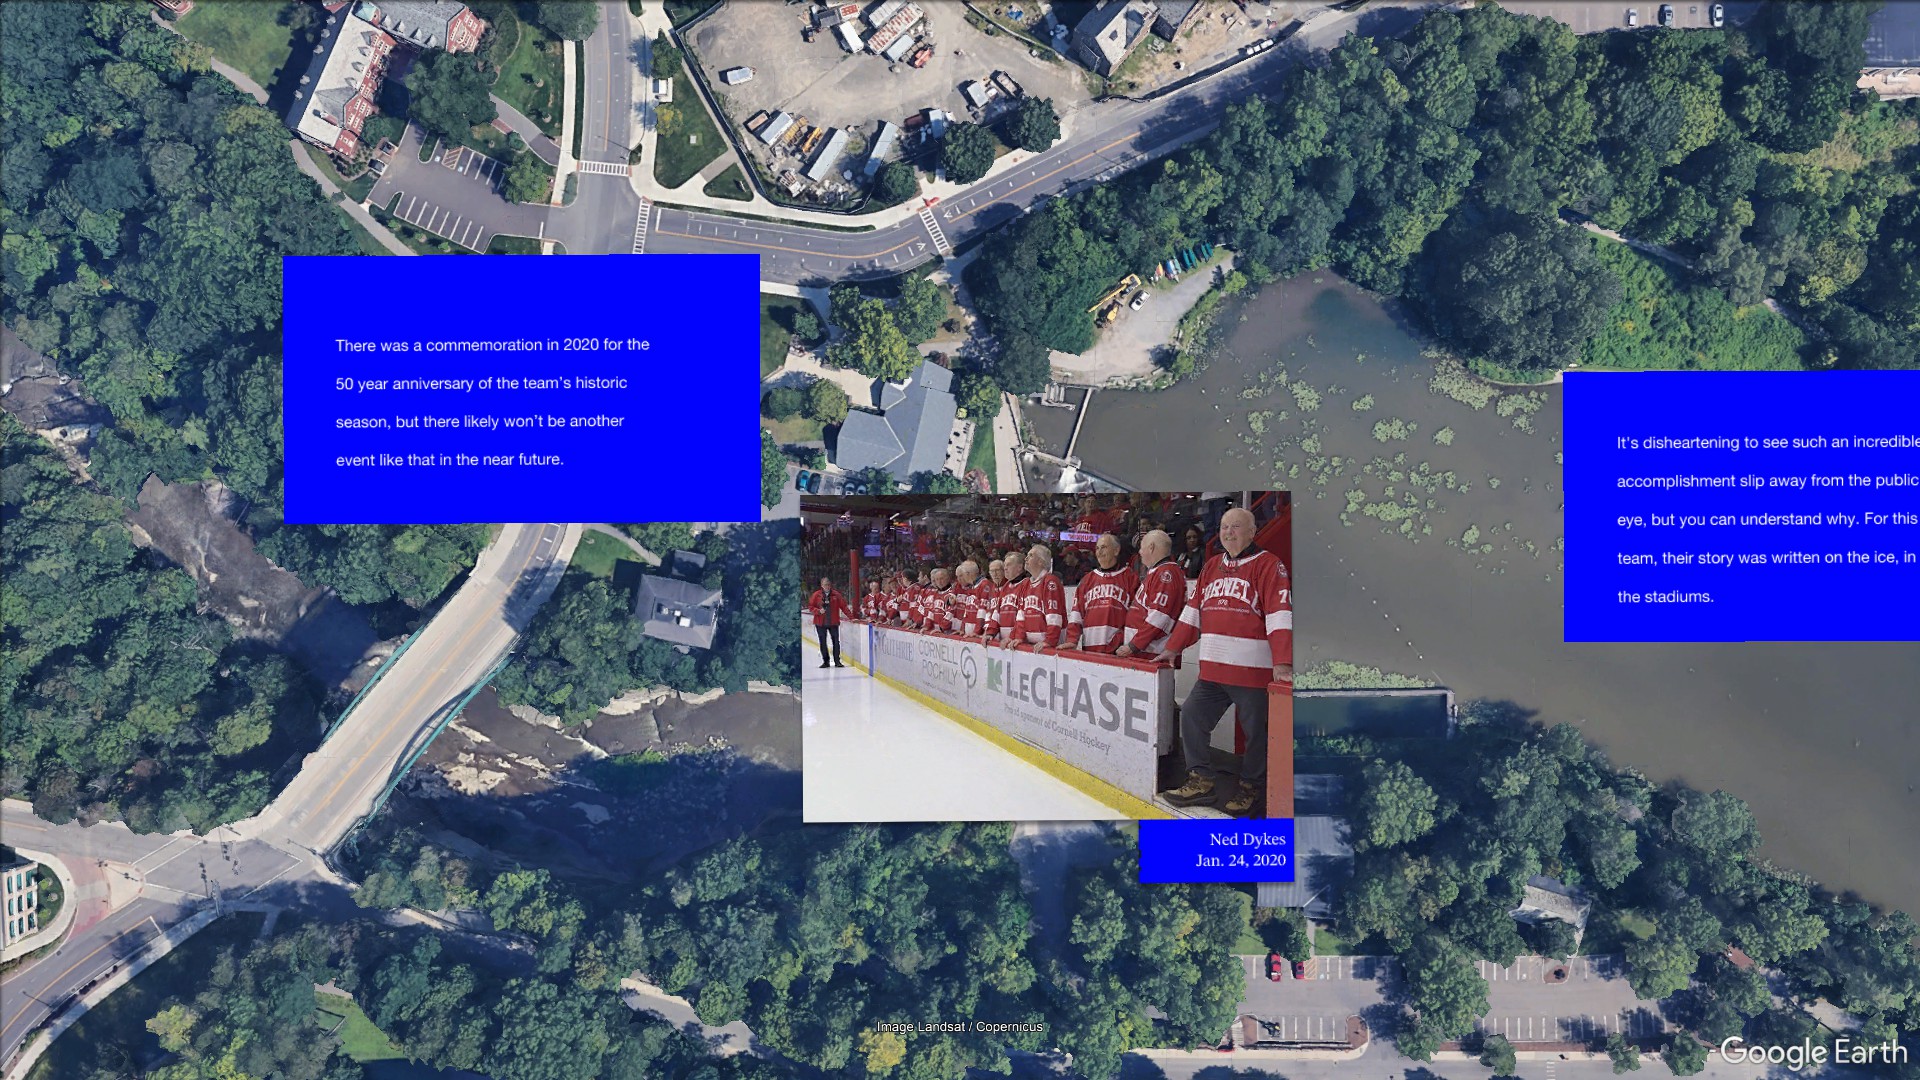 There was a commemoration in 2020 for the
50 year anniversary of the team's historic
season, but there likely won't be another
event like that in the near future.
It's disheartening to see such an incredible
accomplishment slip away from the public
eye, but you can understand why. For this
team, their story was written on the ice, in
the stadiums.
CORNELL
70
CORNELL
POCHILY
LeCHASE
Proud sponsor of Cornell Hockey
Ned Dykes
Jan. 24, 2020
Image Landsat / Copernicus
Google Earth